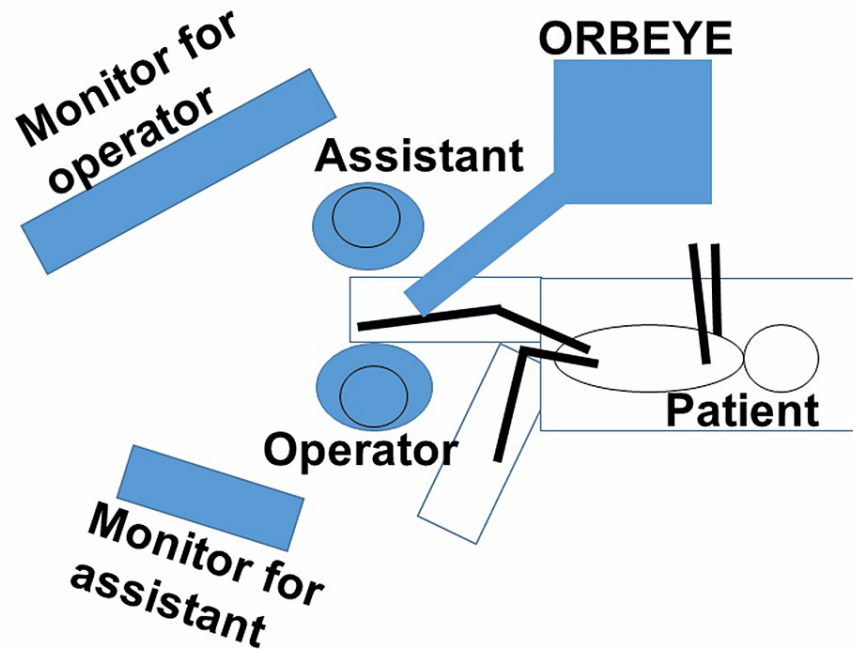 Monitor for
operator
ORBEYE
Assistant
Patient
Operator
Monitor for
assistant